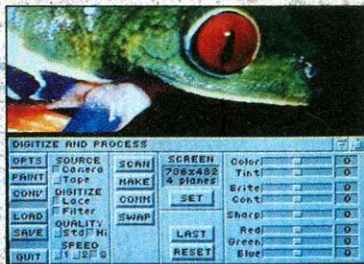 DIGITIZE AND PROCESS
OPTS
PAINT
CONV
LOAD
SAVE
QUIT
SOURCE
Camera
Tape
DIGITIZE
Lace
Filter
QUALITY
Std Hi
SPEED
1 2 3
SCAN
MAKE
COMM
SWAP
SCREEN
736x482
4 planes
SET
LAST
RESET
Color 0
Tint 0
Brite 0
Cont 0
Sharp 0
Red 0
Green 0
Blue 0